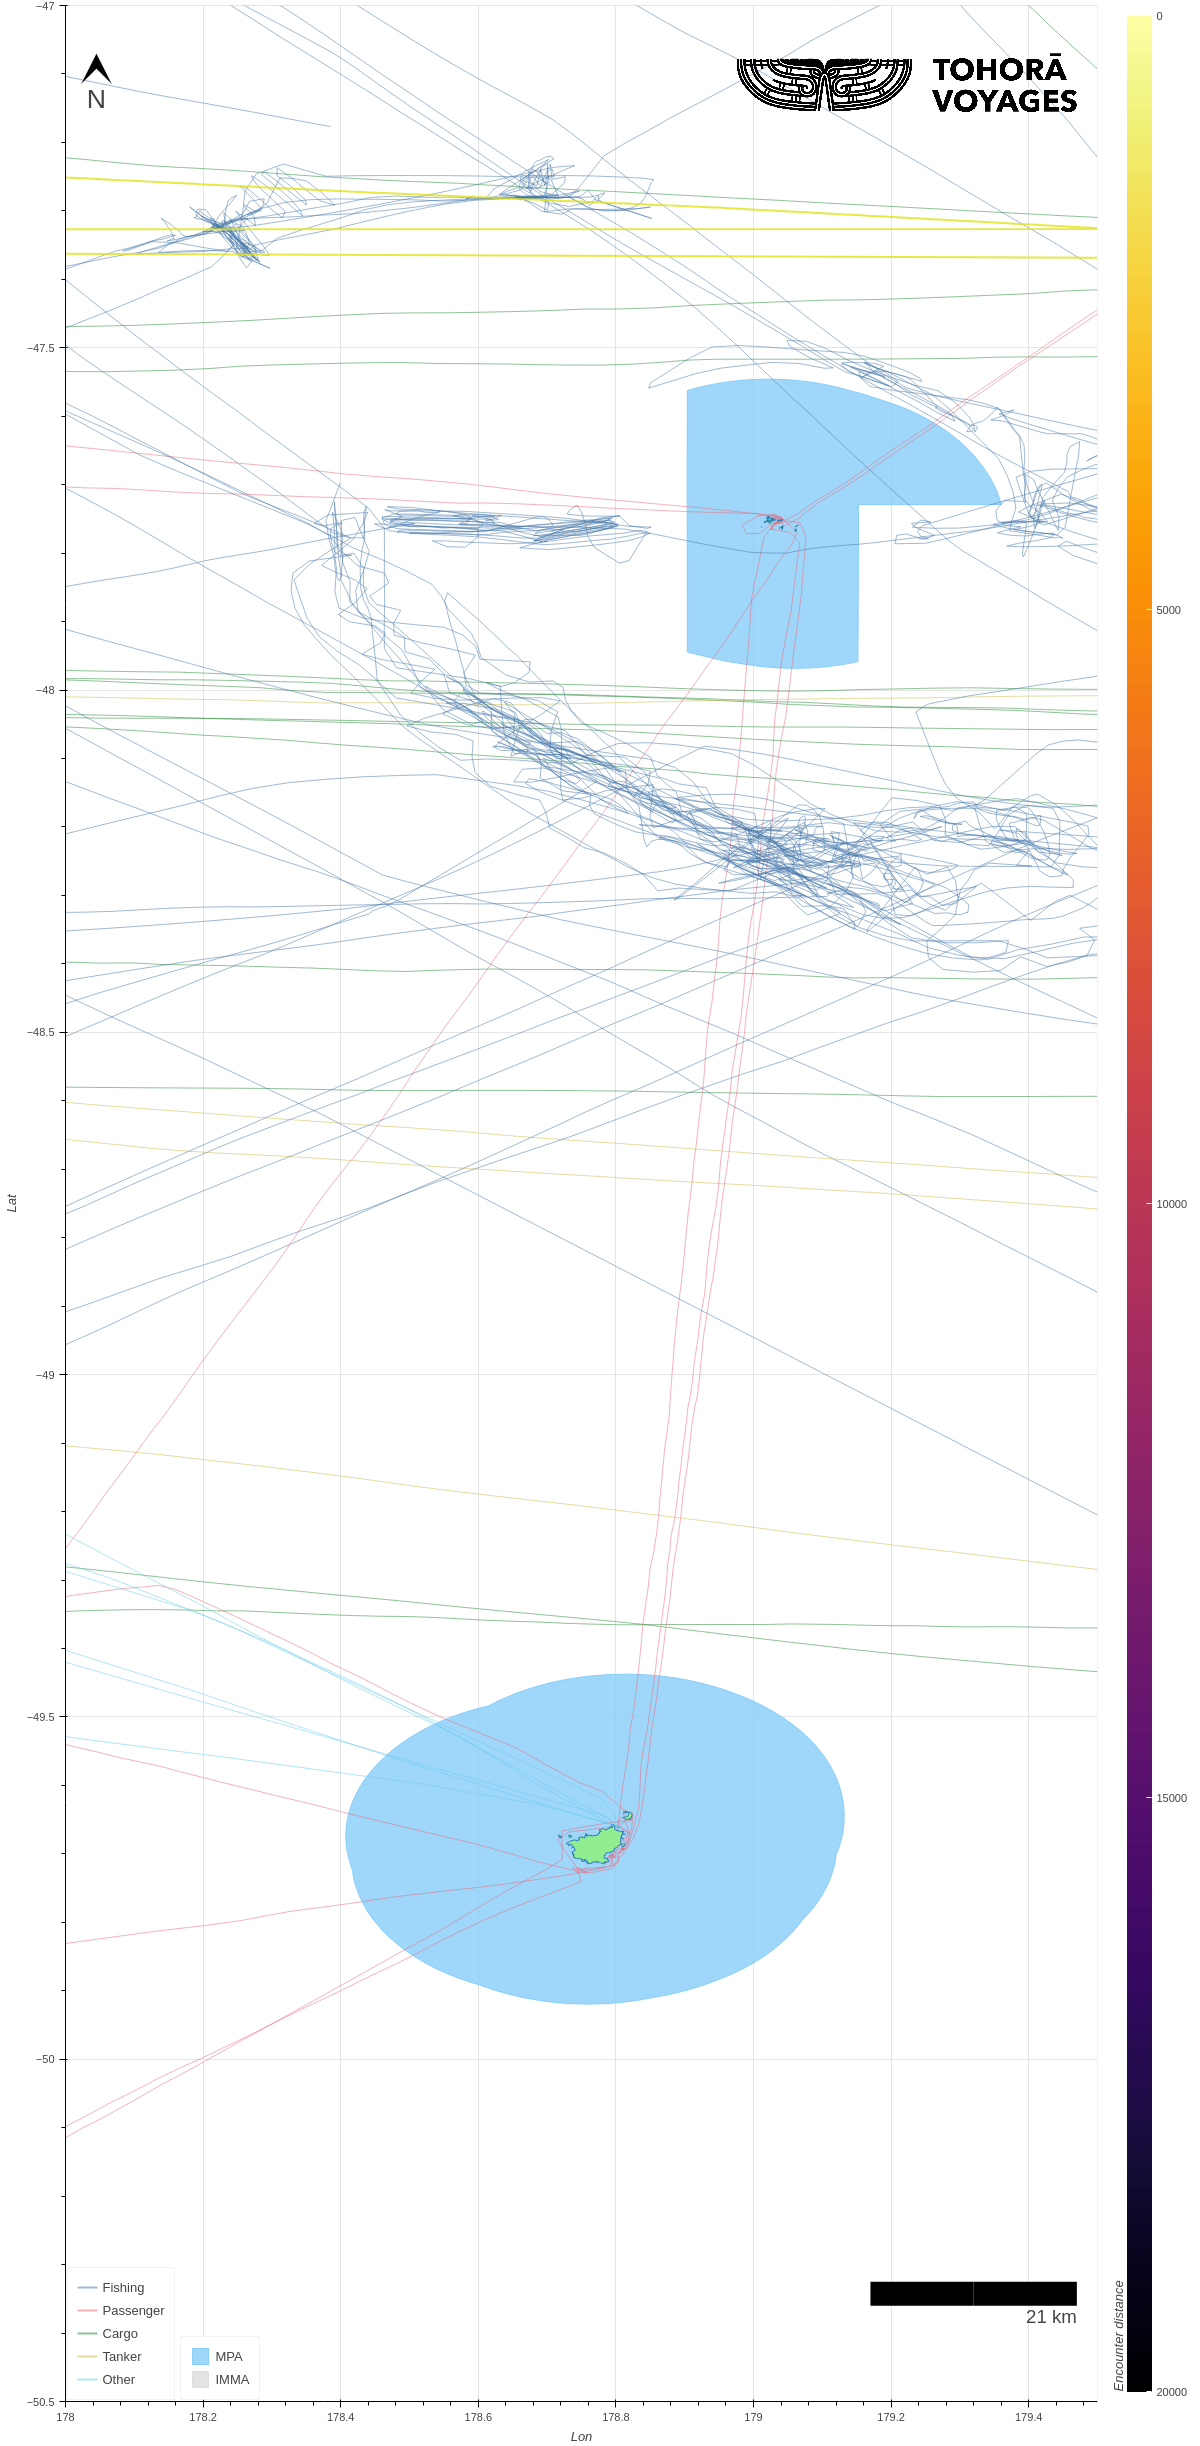 TOHORĀ
VOYAGES
N
−47
−47.5
−48
−48.5
−49
−49.5
−50
−50.5
Lat
178
178.2
178.4
178.6
178.8
179
179.2
179.4
Lon
Fishing
Passenger
Cargo
Tanker
Other
MPA
IMMA
21 km
0
5000
10000
15000
20000
Encounter distance